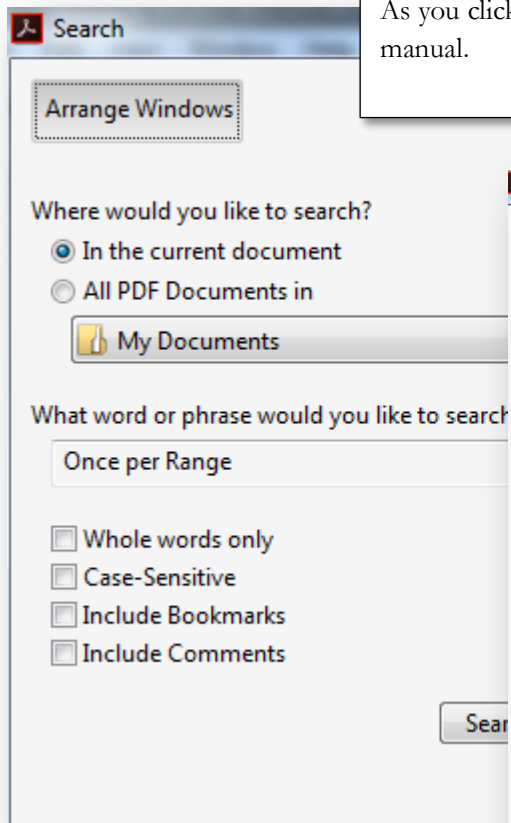 As you click
manual.
Search
Arrange Windows
Where would you like to search?
In the current document
All PDF Documents in
My Documents
What word or phrase would you like to search
Once per Range
Whole words only
Case-Sensitive
Include Bookmarks
Include Comments
Sear